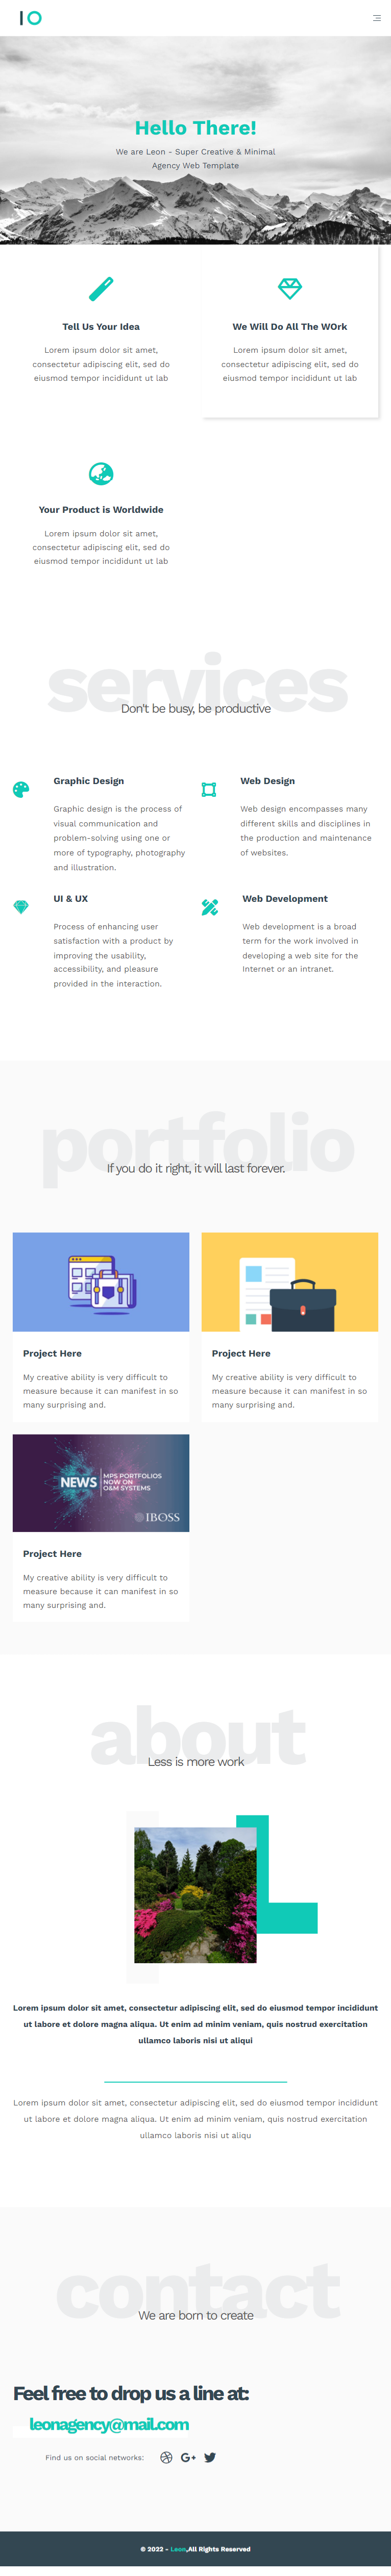 IO
Hello There!
We are Leon - Super Creative & Minimal
Agency Web Template
Tell Us Your Idea
Lorem ipsum dolor sit amet,
consectetur adipiscing elit, sed do
eiusmod tempor incididunt ut lab
We Will Do All The WOrk
Lorem ipsum dolor sit amet,
consectetur adipiscing elit, sed do
eiusmod tempor incididunt ut lab
Your Product is Worldwide
Lorem ipsum dolor sit amet,
consectetur adipiscing elit, sed do
eiusmod tempor incididunt ut lab
services
Don't be busy, be productive
Graphic Design
Graphic design is the process of
visual communication and
problem-solving using one or
more of typography, photography
and illustration.
Web Design
Web design encompasses many
different skills and disciplines in
the production and maintenance
of websites.
UI & UX
Process of enhancing user
satisfaction with a product by
improving the usability,
accessibility, and pleasure
provided in the interaction.
Web Development
Web development is a broad
term for the work involved in
developing a web site for the
Internet or an intranet.
portfolio
If you do it right, it will last forever.
Project Here
My creative ability is very difficult to
measure because it can manifest in so
many surprising and.
Project Here
My creative ability is very difficult to
measure because it can manifest in so
many surprising and.
NEWS
MPS PORTFOLIOS
NOW ON
O&M SYSTEMS
IBOSS
Project Here
My creative ability is very difficult to
measure because it can manifest in so
many surprising and.
about
Less is more work
Lorem ipsum dolor sit amet, consectetur adipiscing elit, sed do eiusmod tempor incididunt
ut labore et dolore magna aliqua. Ut enim ad minim veniam, quis nostrud exercitation
ullamco laboris nisi ut aliqui
Lorem ipsum dolor sit amet, consectetur adipiscing elit, sed do eiusmod tempor incididunt
ut labore et dolore magna aliqua. Ut enim ad minim veniam, quis nostrud exercitation
ullamco laboris nisi ut aliqu
contact
We are born to create
Feel free to drop us a line at:
leonagency@mail.com
Find us on social networks:
© 2022 - Leon,All Rights Reserved